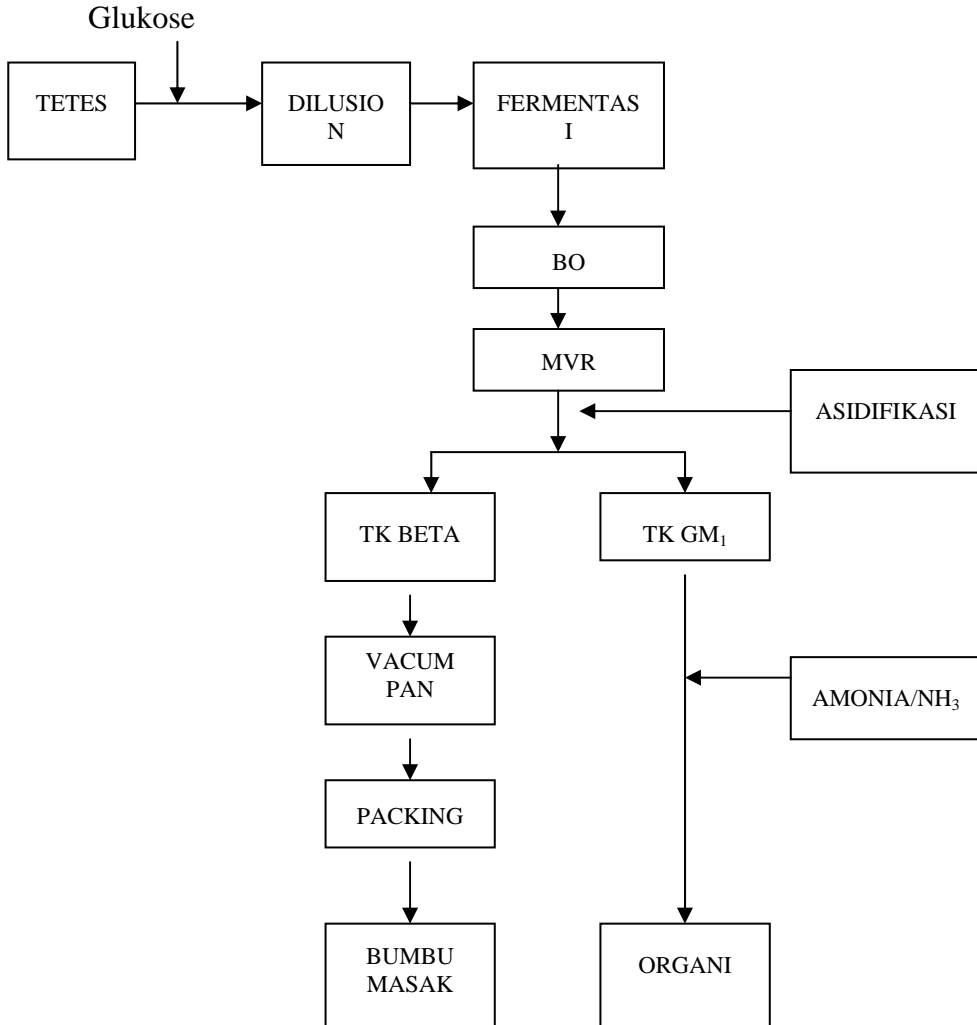 Glukose
TETES
DILUSIO
N
FERMENTAS
I
BO
MVR
ASIDIFIKASI
TK BETA
TK GM₁
VACUM
PAN
AMONIA/NH₃
PACKING
BUMBU
MASAK
ORGANI